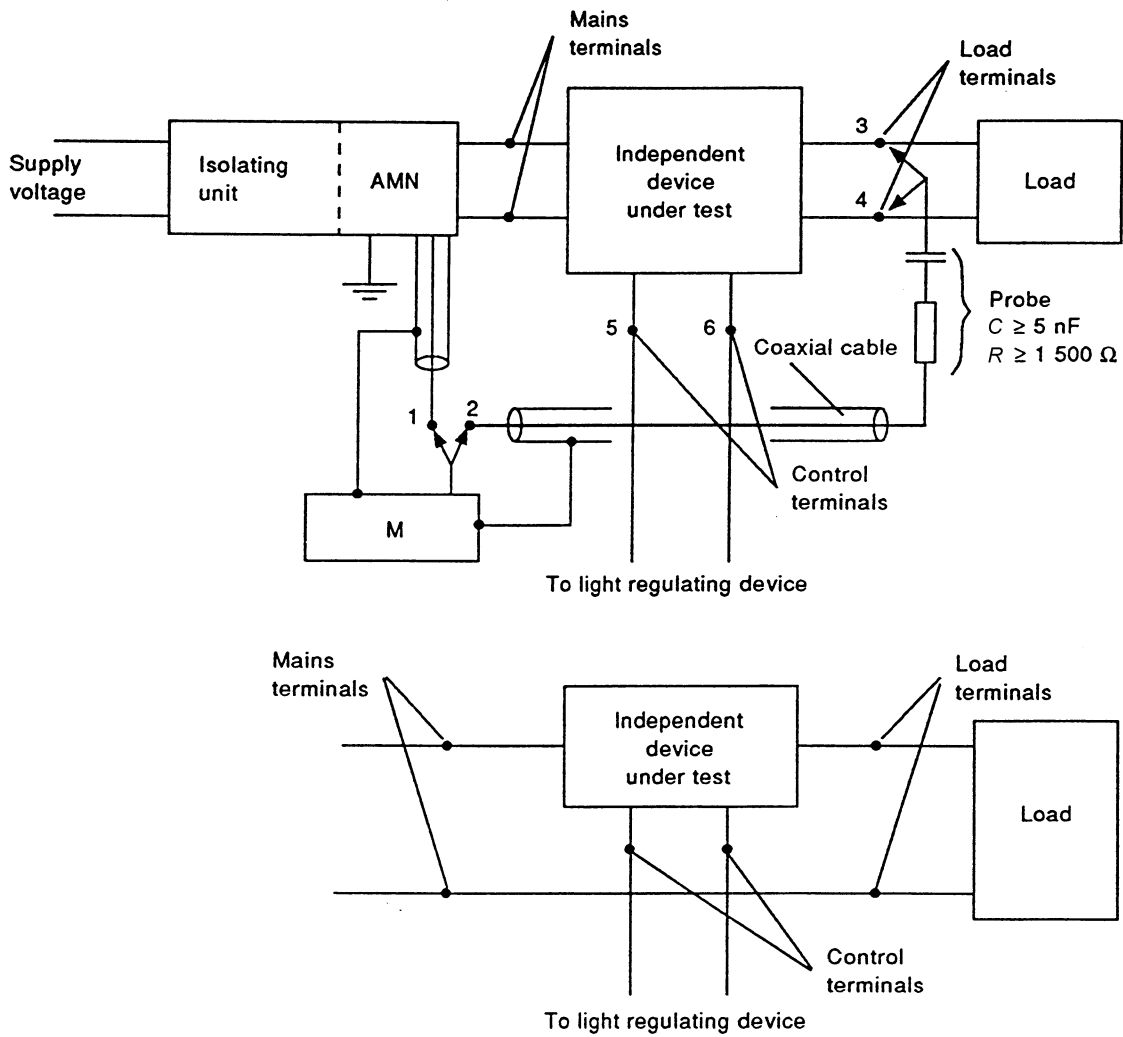 Mains
terminals
Load
terminals
Supply
voltage
Isolating
unit
AMN
Independent
device
under test
3
4
Load
5
6
Probe
C ≥ 5 nF
R ≥ 1 500 Ω
Coaxial cable
1
2
Control
terminals
M
To light regulating device
Mains
terminals
Load
terminals
Independent
device
under test
Load
Control
terminals
To light regulating device